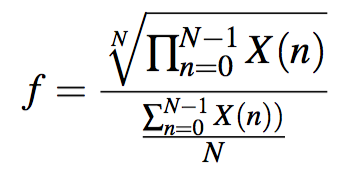 f = \frac{\sqrt[N]{\prod_{n=0}^{N-1} X(n)}}{\frac{\sum_{n=0}^{N-1} X(n))}{N}}